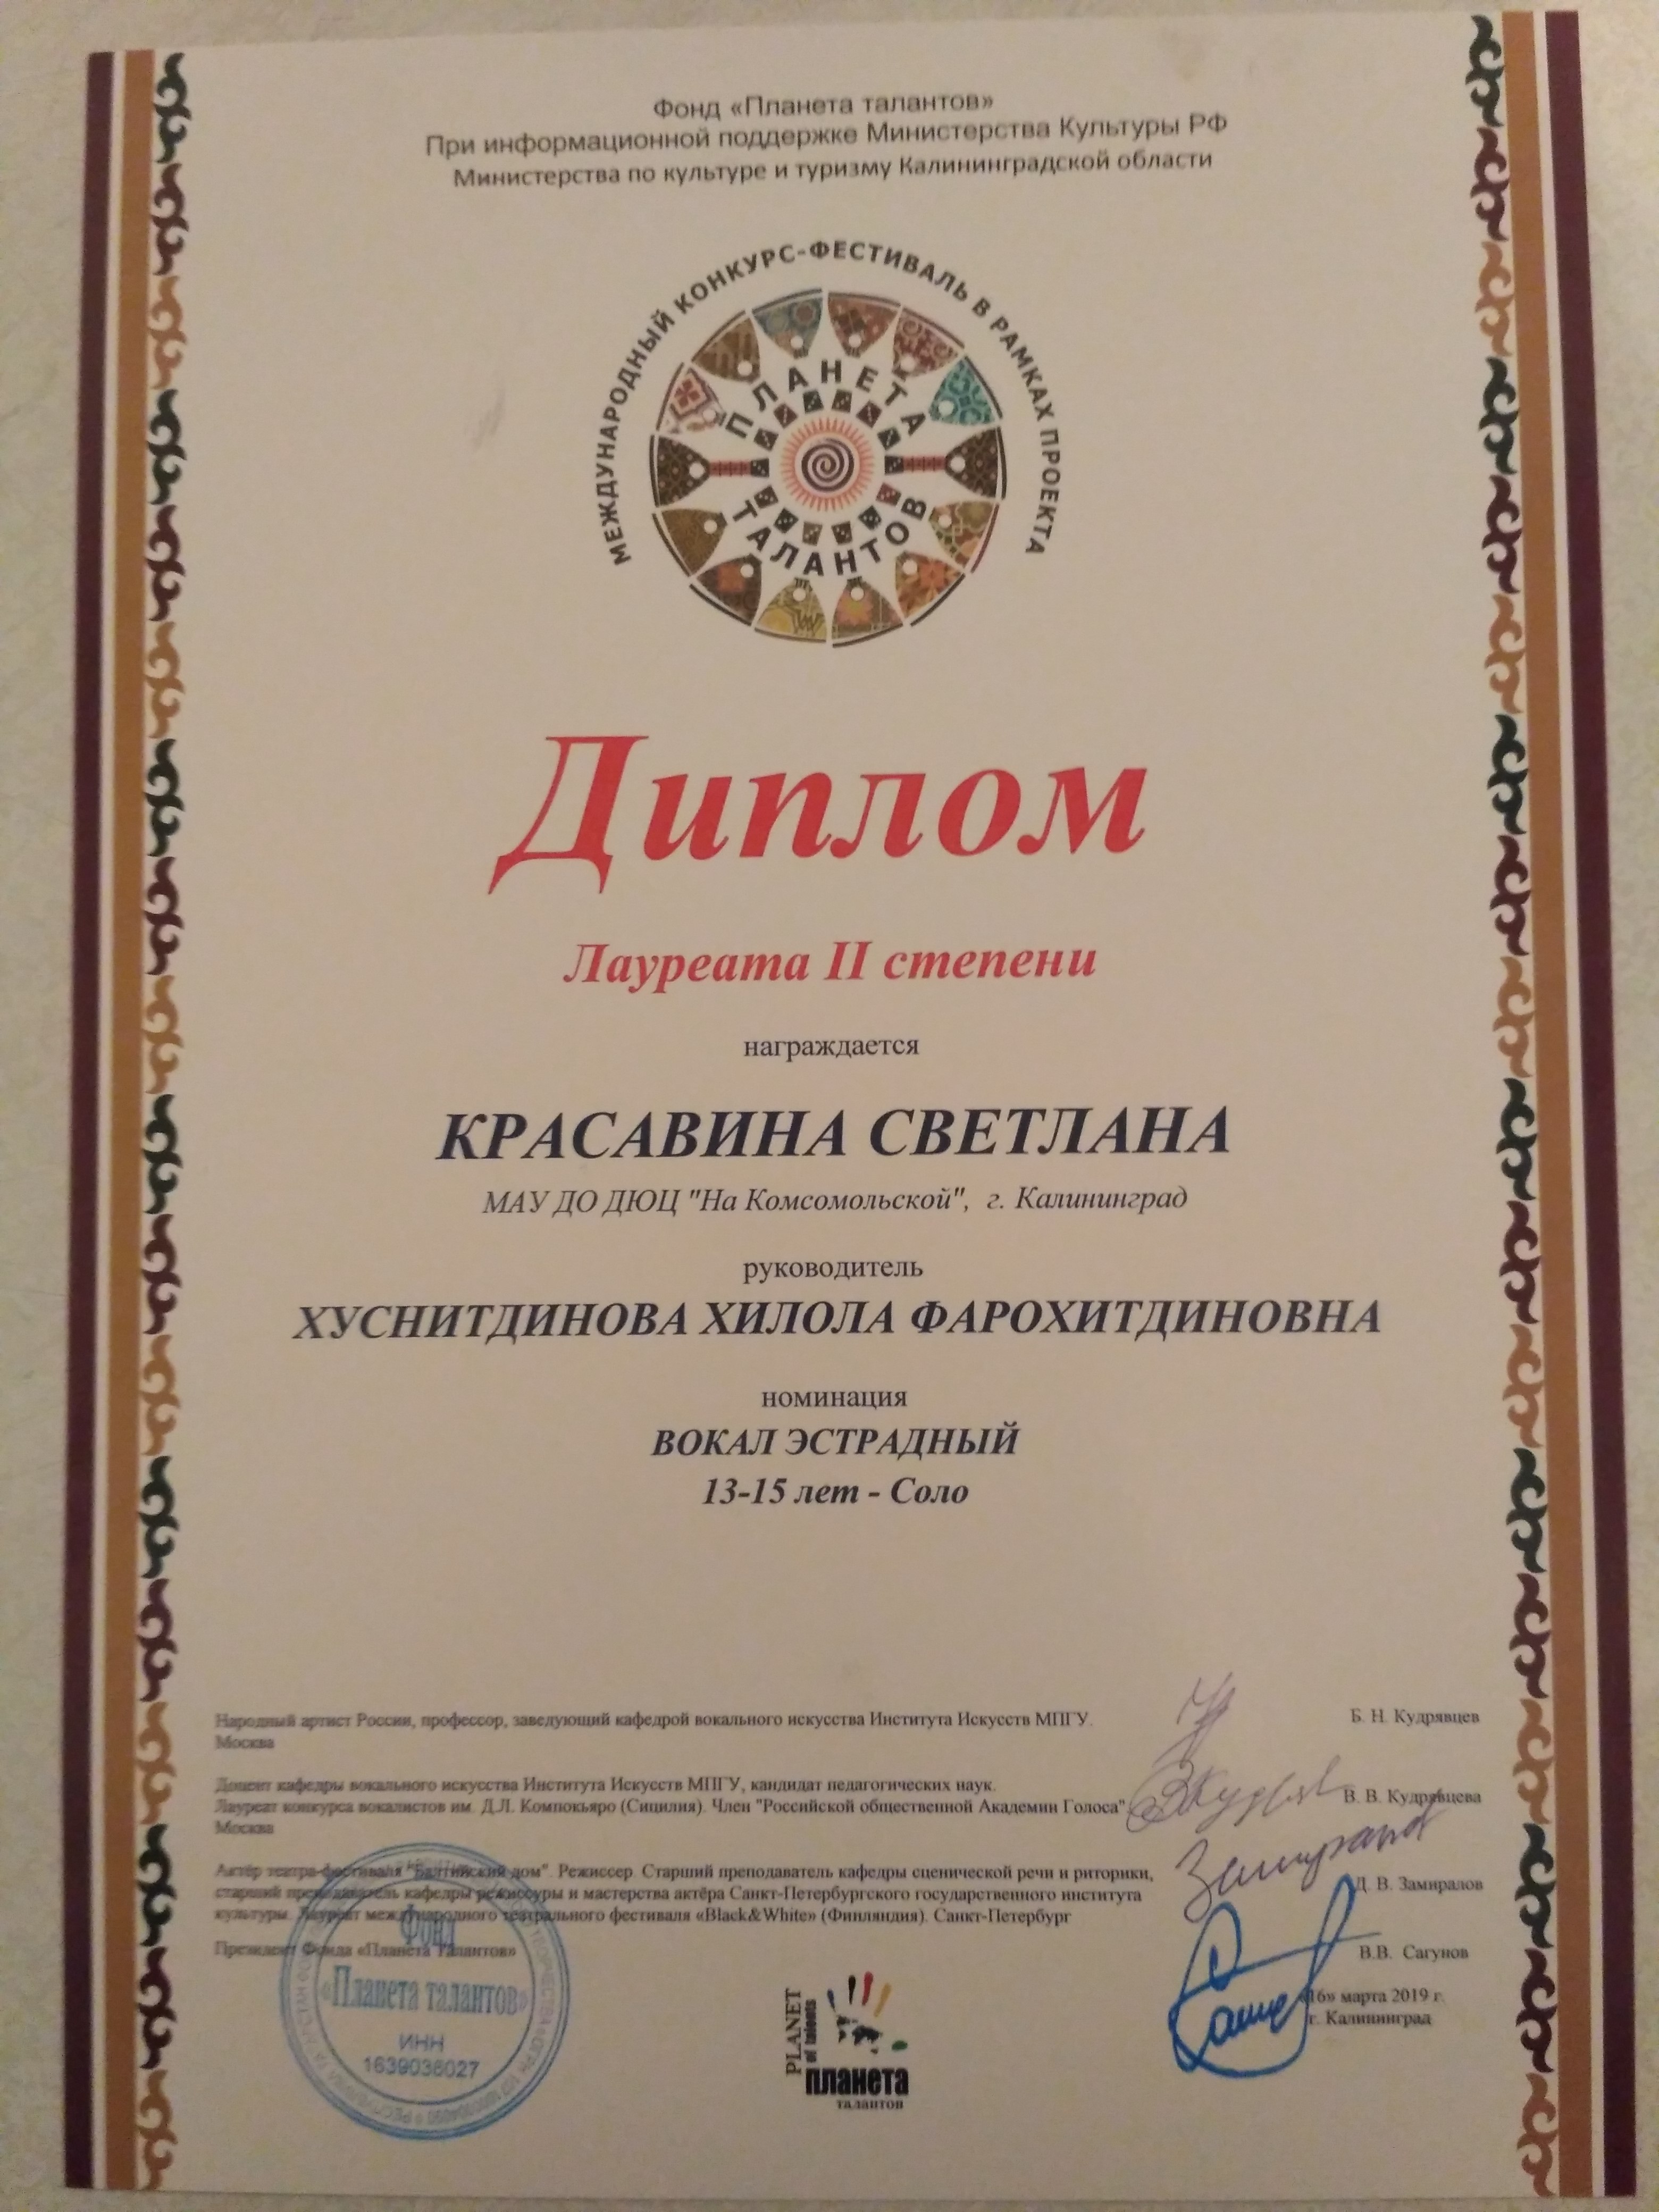 Фонд «Планета талантов»
При информационной поддержке Министерства Культуры РФ
Министерства по культуре и туризму Калининградской области
МЕЖДУНАРОДНЫЙ КОНКУРС-ФЕСТИВАЛЬ В РАМКАХ ПРОЕКТА
ПЛАНЕТА
ТАЛАНТОВ
Диплом
Лауреата II степени
награждается
КРАСАВИНА СВЕТЛАНА
МАУ ДО ДЮЦ "На Комсомольской", г. Калининград
руководитель
ХУСНИТДИНОВА ХИЛОЛА ФАРОХИТДИНОВНА
номинация
ВОКАЛ ЭСТРАДНЫЙ
13-15 лет - Соло
Народный артист России, профессор, заведующий кафедрой вокального искусства Института Искусств МПГУ.
Москва
Б. Н. Кудрявцев
Доцент кафедры вокального искусства Института Искусств МПГУ, кандидат педагогических наук.
Лауреат конкурса вокалистов им. Д.Л. Компокьяро (Сицилия). Член "Российской общественной Академии Голоса".
Москва
В. В. Кудрявцева
Актёр театра-фестиваля "Балтийский дом". Режиссер. Старший преподаватель кафедры сценической речи и риторики,
старший преподаватель кафедры режиссуры и мастерства актёра Санкт-Петербургского государственного института
культуры. Лауреат международного театрального фестиваля «Black&White» (Финляндия). Санкт-Петербург
Д. В. Замиралов
Президент Фонда «Планета Талантов»
В.В. Сагунов
«16» марта 2019 г.
г. Калининград
Фонд
«Планета талантов»
ИНН
1639036027
PLANET
of talents
планета
талантов